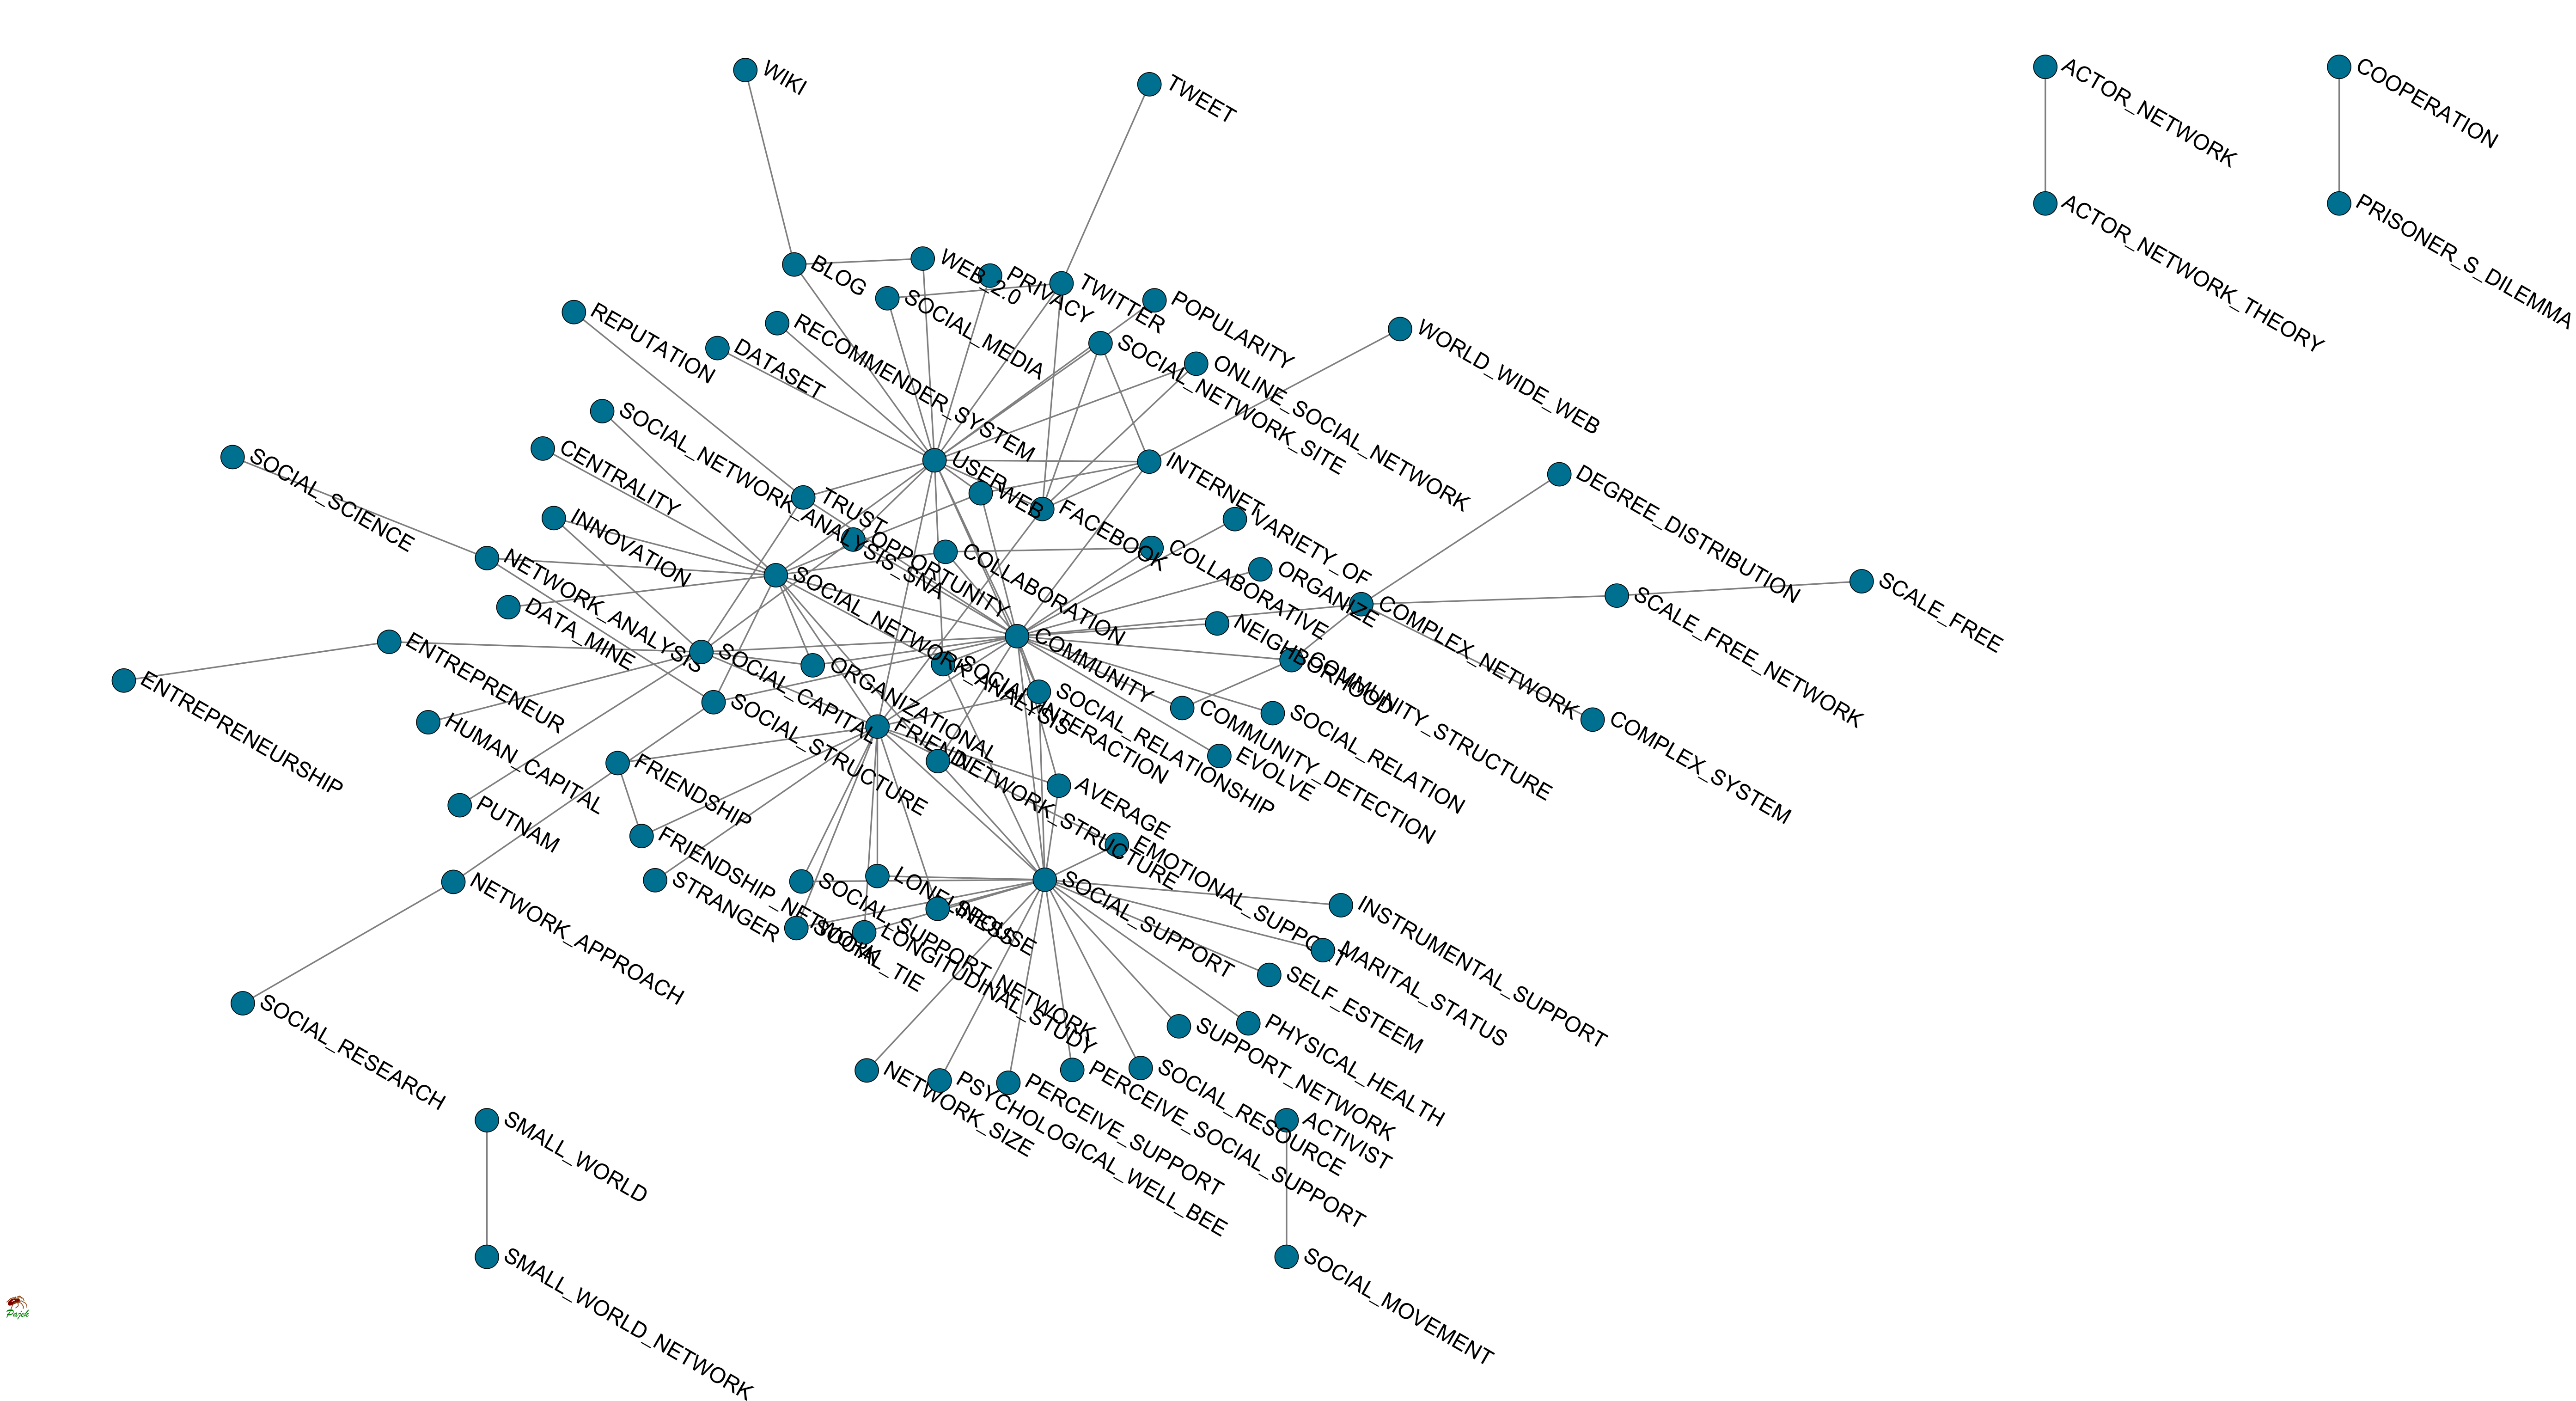 WIKI
TWEET
ACTOR_NETWORK
COOPERATION
ACTOR_NETWORK_THEORY
PRISONER_S_DILEMMA
BLOG
WEB_2.0
PRIVACY
TWITTER
SOCIAL_MEDIA
POPULARITY
REPUTATION
RECOMMENDER_SYSTEM
WORLD_WIDE_WEB
DATASET
SOCIAL_NETWORK_SITE
ONLINE_SOCIAL_NETWORK
SOCIAL_NETWORK_ANALYSIS_SNA
CENTRALITY
SOCIAL_SCIENCE
USER
INTERNET
DEGREE_DISTRIBUTION
WEB
TRUST
FACEBOOK
INNOVATION
VARIETY_OF
OPPORTUNITY
COLLABORATION
COLLABORATIVE
NETWORK_ANALYSIS
ORGANIZE
SOCIAL_NETWORK_ANALYSIS
SCALE_FREE
SCALE_FREE_NETWORK
DATA_MINE
COMPLEX_NETWORK
NEIGHBORHOOD
ENTREPRENEUR
COMMUNITY
SOCIAL_CAPITAL
ORGANIZATIONAL
SOCIAL_INTERACTION
COMMUNITY_STRUCTURE
ENTREPRENEURSHIP
SOCIAL_RELATIONSHIP
SOCIAL_STRUCTURE
COMMUNITY_DETECTION
SOCIAL_RELATION
COMPLEX_SYSTEM
HUMAN_CAPITAL
FRIEND
EVOLVE
FRIENDSHIP
NETWORK_STRUCTURE
AVERAGE
PUTNAM
FRIENDSHIP_NETWORK
EMOTIONAL_SUPPORT
NETWORK_APPROACH
STRANGER
SOCIAL_SUPPORT_NETWORK
LONELINESS
SOCIAL_SUPPORT
SPOUSE
INSTRUMENTAL_SUPPORT
SOCIAL_TIE
LONGITUDINAL_STUDY
MARITAL_STATUS
SELF_ESTEEM
SOCIAL_RESEARCH
SUPPORT_NETWORK
PHYSICAL_HEALTH
NETWORK_SIZE
PSYCHOLOGICAL_WELL_BEE
PERCEIVE_SUPPORT
PERCEIVE_SOCIAL_SUPPORT
SOCIAL_RESOURCE
SMALL_WORLD
ACTIVIST
SMALL_WORLD_NETWORK
SOCIAL_MOVEMENT
Pajek